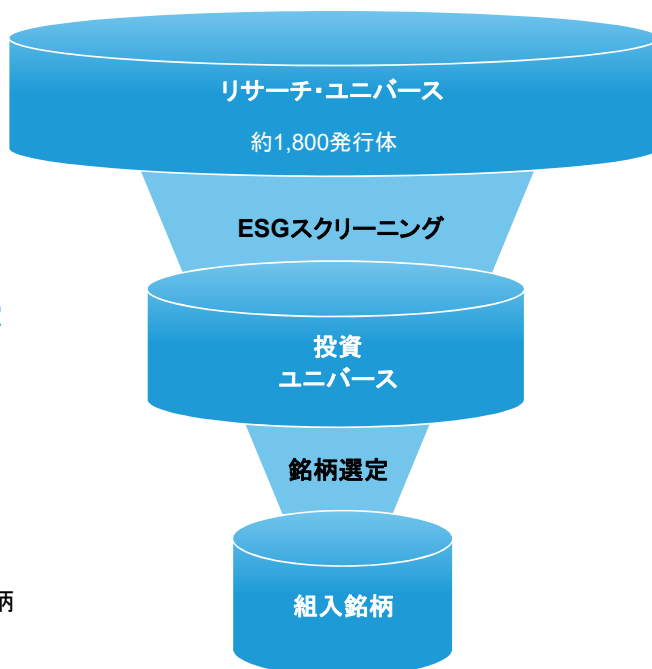 リサーチ・ユニバース
約1,800発行体
ESGスクリーニング
投資
ユニバース
銘柄選定
柄
組入銘柄